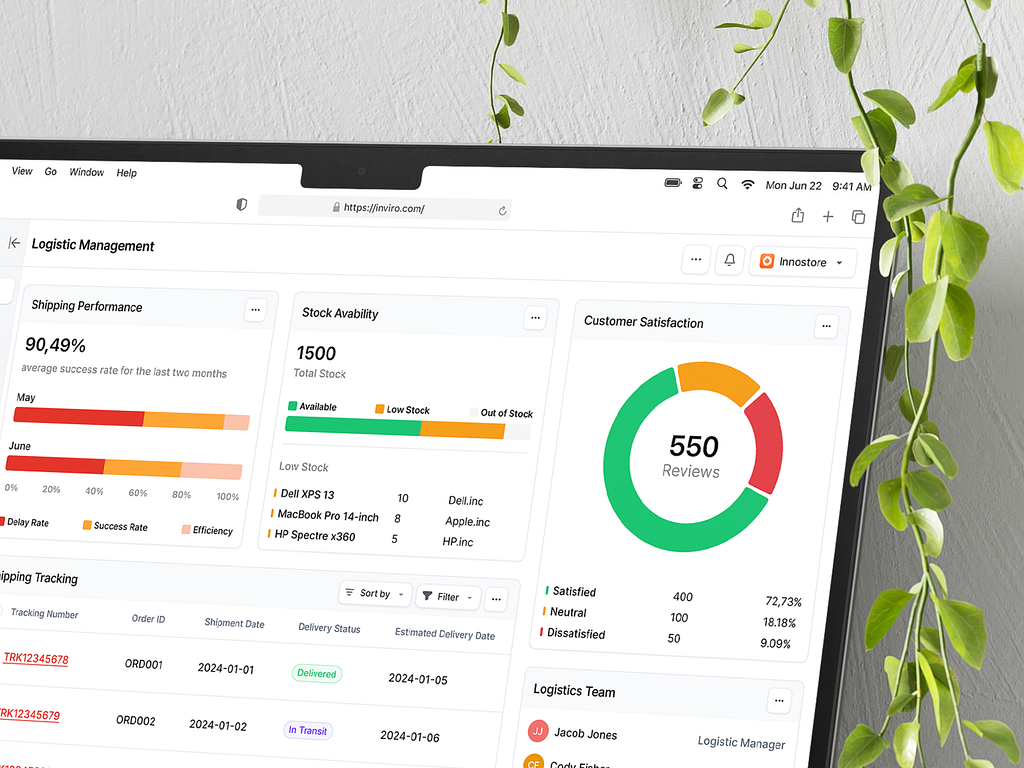 View Go Window Help
Mon Jun 22 9:41 AM
https://inviro.com/
Logistic Management
Innostore
Shipping Performance
90,49%
average success rate for the last two months
May
June
0% 20% 40% 60% 80% 100%
Delay Rate Success Rate Efficiency
Stock Avability
1500
Total Stock
Available Low Stock Out of Stock
Low Stock
Dell XPS 13 10 Dell.inc
MacBook Pro 14-inch 8 Apple.inc
HP Spectre x360 5 HP.inc
Customer Satisfaction
550
Reviews
Satisfied 400 72,73%
Neutral 100 18.18%
Dissatisfied 50 9.09%
ipping Tracking
Sort by Filter
Tracking Number Order ID Shipment Date Delivery Status Estimated Delivery Date
TRK12345678 ORD001 2024-01-01 Delivered 2024-01-05
RK12345679 ORD002 2024-01-02 In Transit 2024-01-06
Logistics Team
JJ Jacob Jones Logistic Manager
CF Cody